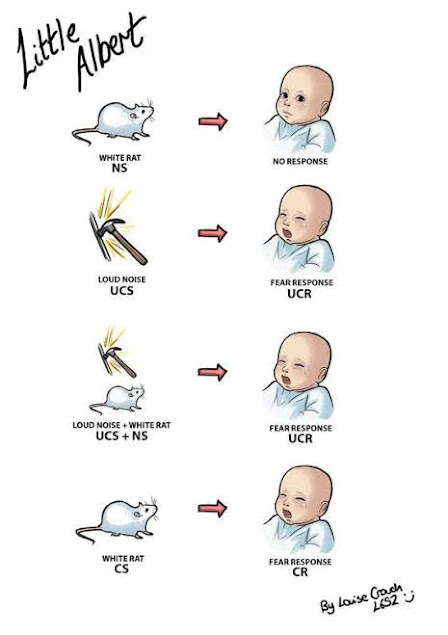 Little
Albert
WHITE RAT
NS
NO RESPONSE
LOUD NOISE
UCS
FEAR RESPONSE
UCR
LOUD NOISE + WHITE RAT
UCS + NS
FEAR RESPONSE
UCR
WHITE RAT
CS
FEAR RESPONSE
CR
By Louise Crouch
L6S2 :)